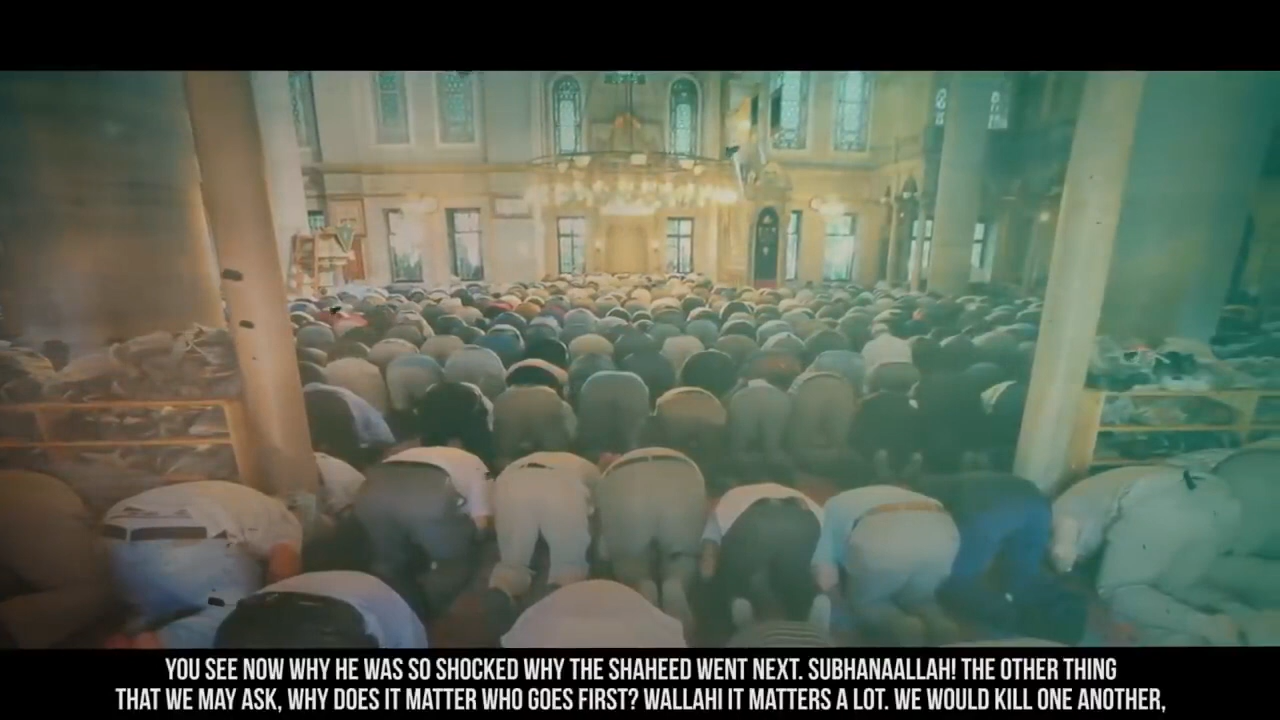 YOU SEE NOW WHY HE WAS SO SHOCKED WHY THE SHAHEED WENT NEXT. SUBHANAALLAH! THE OTHER THING
THAT WE MAY ASK, WHY DOES IT MATTER WHO GOES FIRST? WALLAHI IT MATTERS A LOT. WE WOULD KILL ONE ANOTHER,